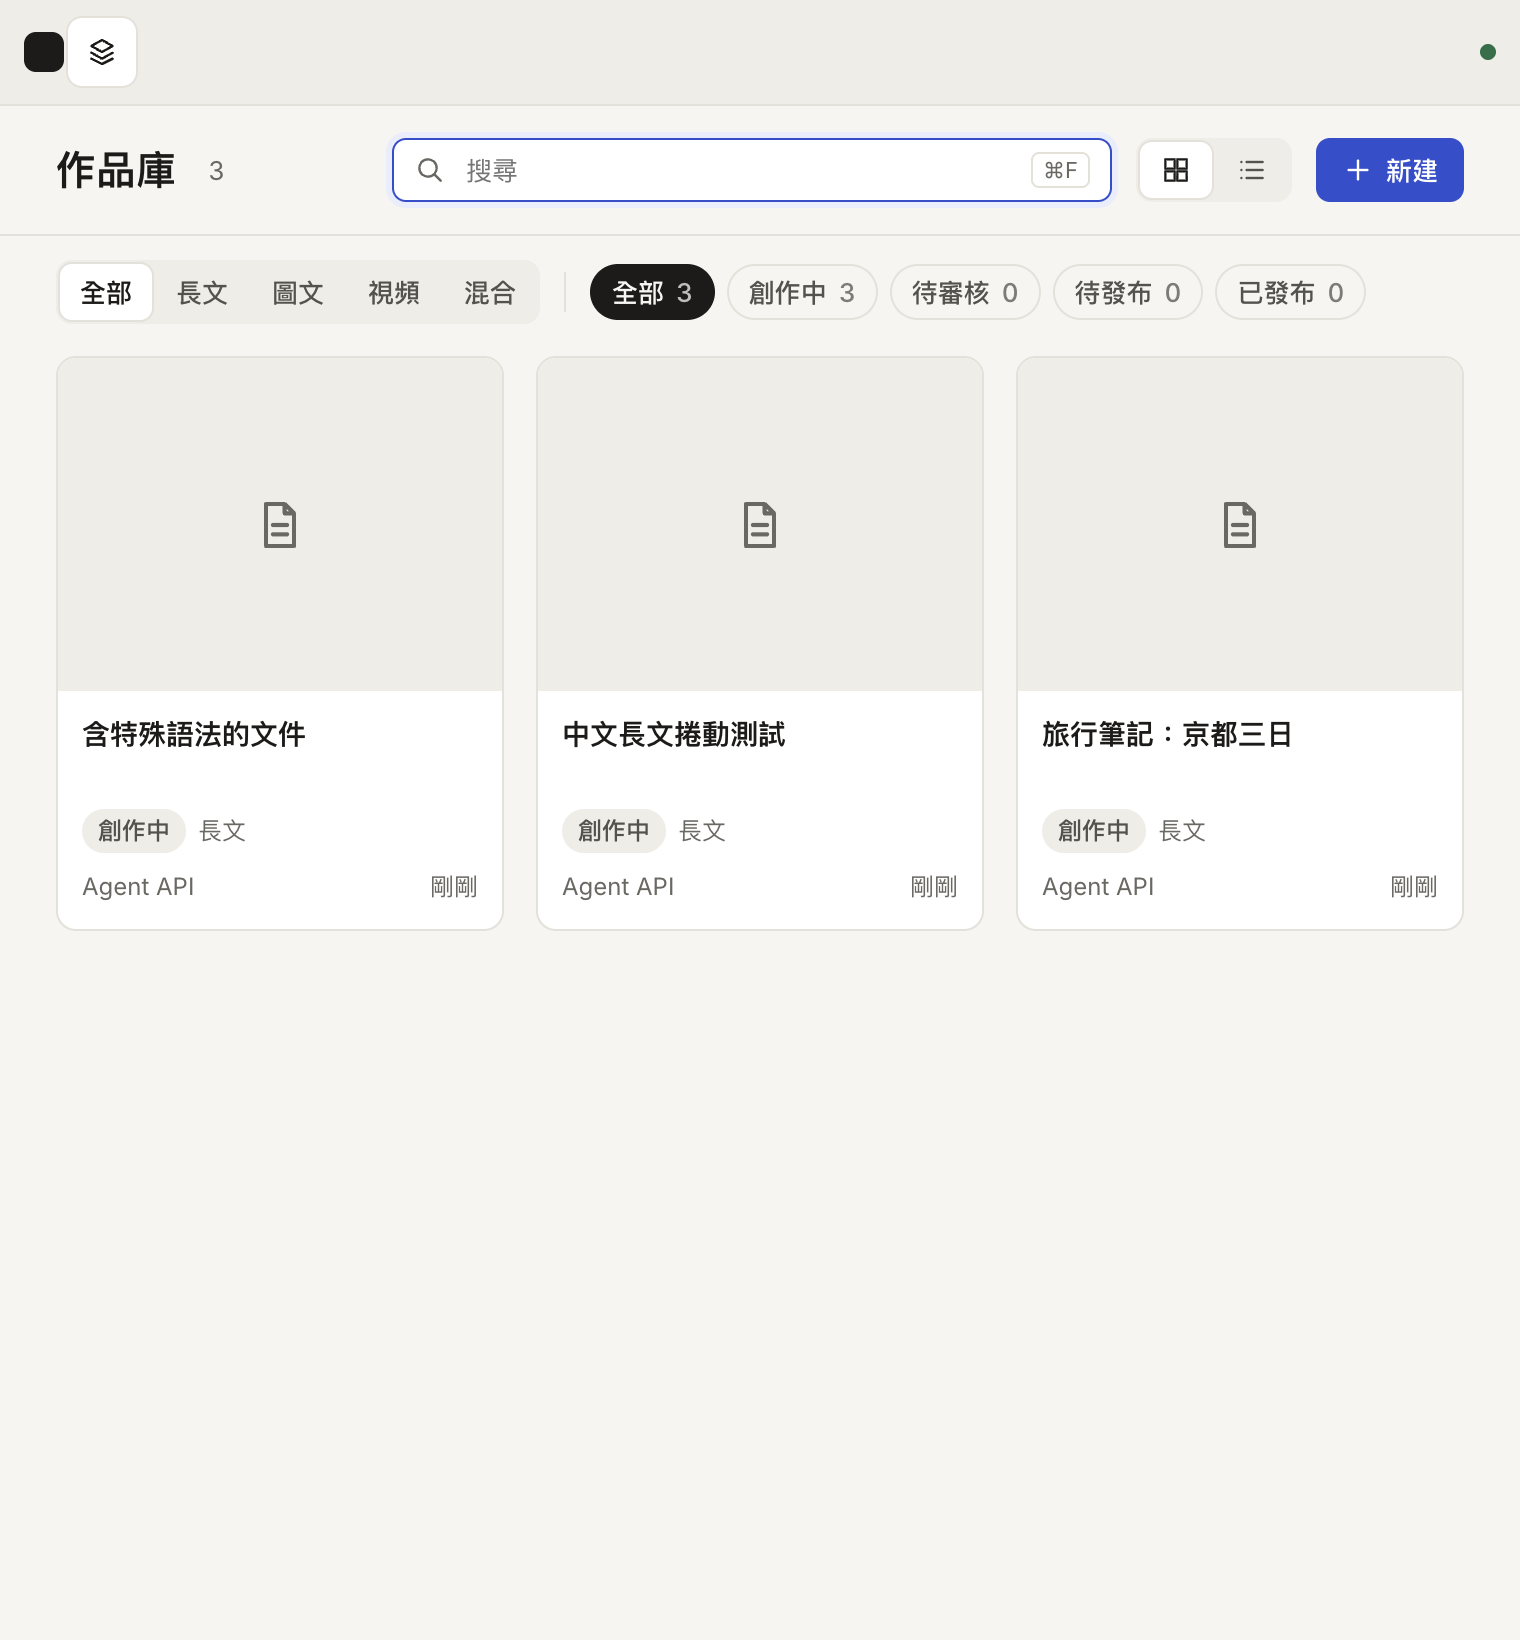 作品庫 3
搜尋 ⌘F
新建
全部 長文 圖文 視頻 混合
全部 3 創作中 3 待審核 0 待發布 0 已發布 0
含特殊語法的文件
創作中 長文
Agent API 剛剛
中文長文捲動測試
創作中 長文
Agent API 剛剛
旅行筆記：京都三日
創作中 長文
Agent API 剛剛